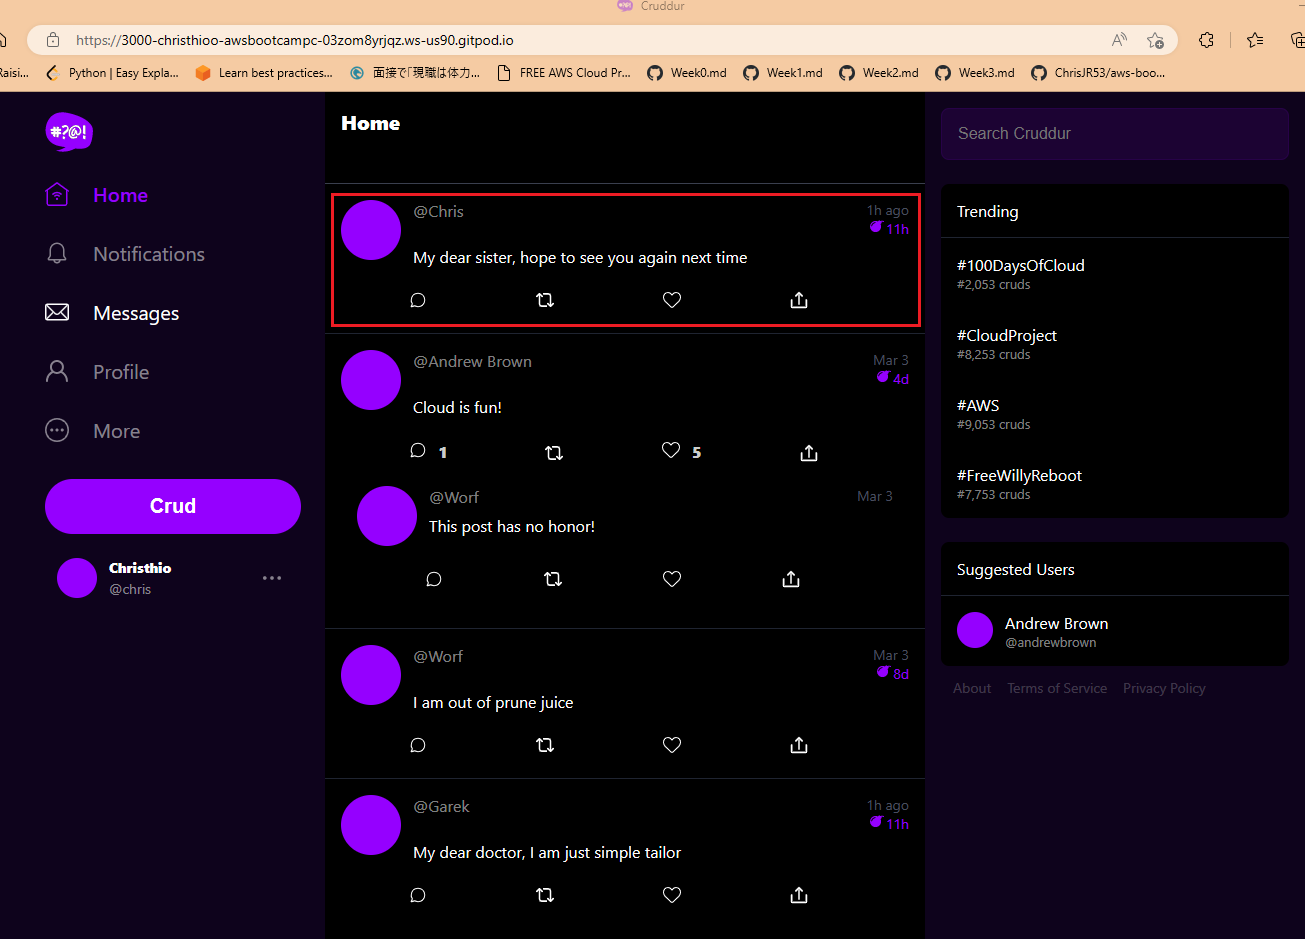 Cruddur
https://3000-christhioo-awsbootcampc-03zom8yrjqz.ws-us90.gitpod.io
Raisi...
Python | Easy Expla...
Learn best practices...
面接で「現職は体力...
FREE AWS Cloud Pr...
Week0.md
Week1.md
Week2.md
Week3.md
ChrisJR53/aws-boo...
#?@!
Home
Notifications
Messages
Profile
More
Crud
Christhio
@chris
Home
@Chris
1h ago
11h
My dear sister, hope to see you again next time
@Andrew Brown
Mar 3
4d
Cloud is fun!
1
5
@Worf
Mar 3
This post has no honor!
@Worf
Mar 3
8d
I am out of prune juice
@Garek
1h ago
11h
My dear doctor, I am just simple tailor
Search Cruddur
Trending
#100DaysOfCloud
#2,053 cruds
#CloudProject
#8,253 cruds
#AWS
#9,053 cruds
#FreeWillyReboot
#7,753 cruds
Suggested Users
Andrew Brown
@andrewbrown
About
Terms of Service
Privacy Policy